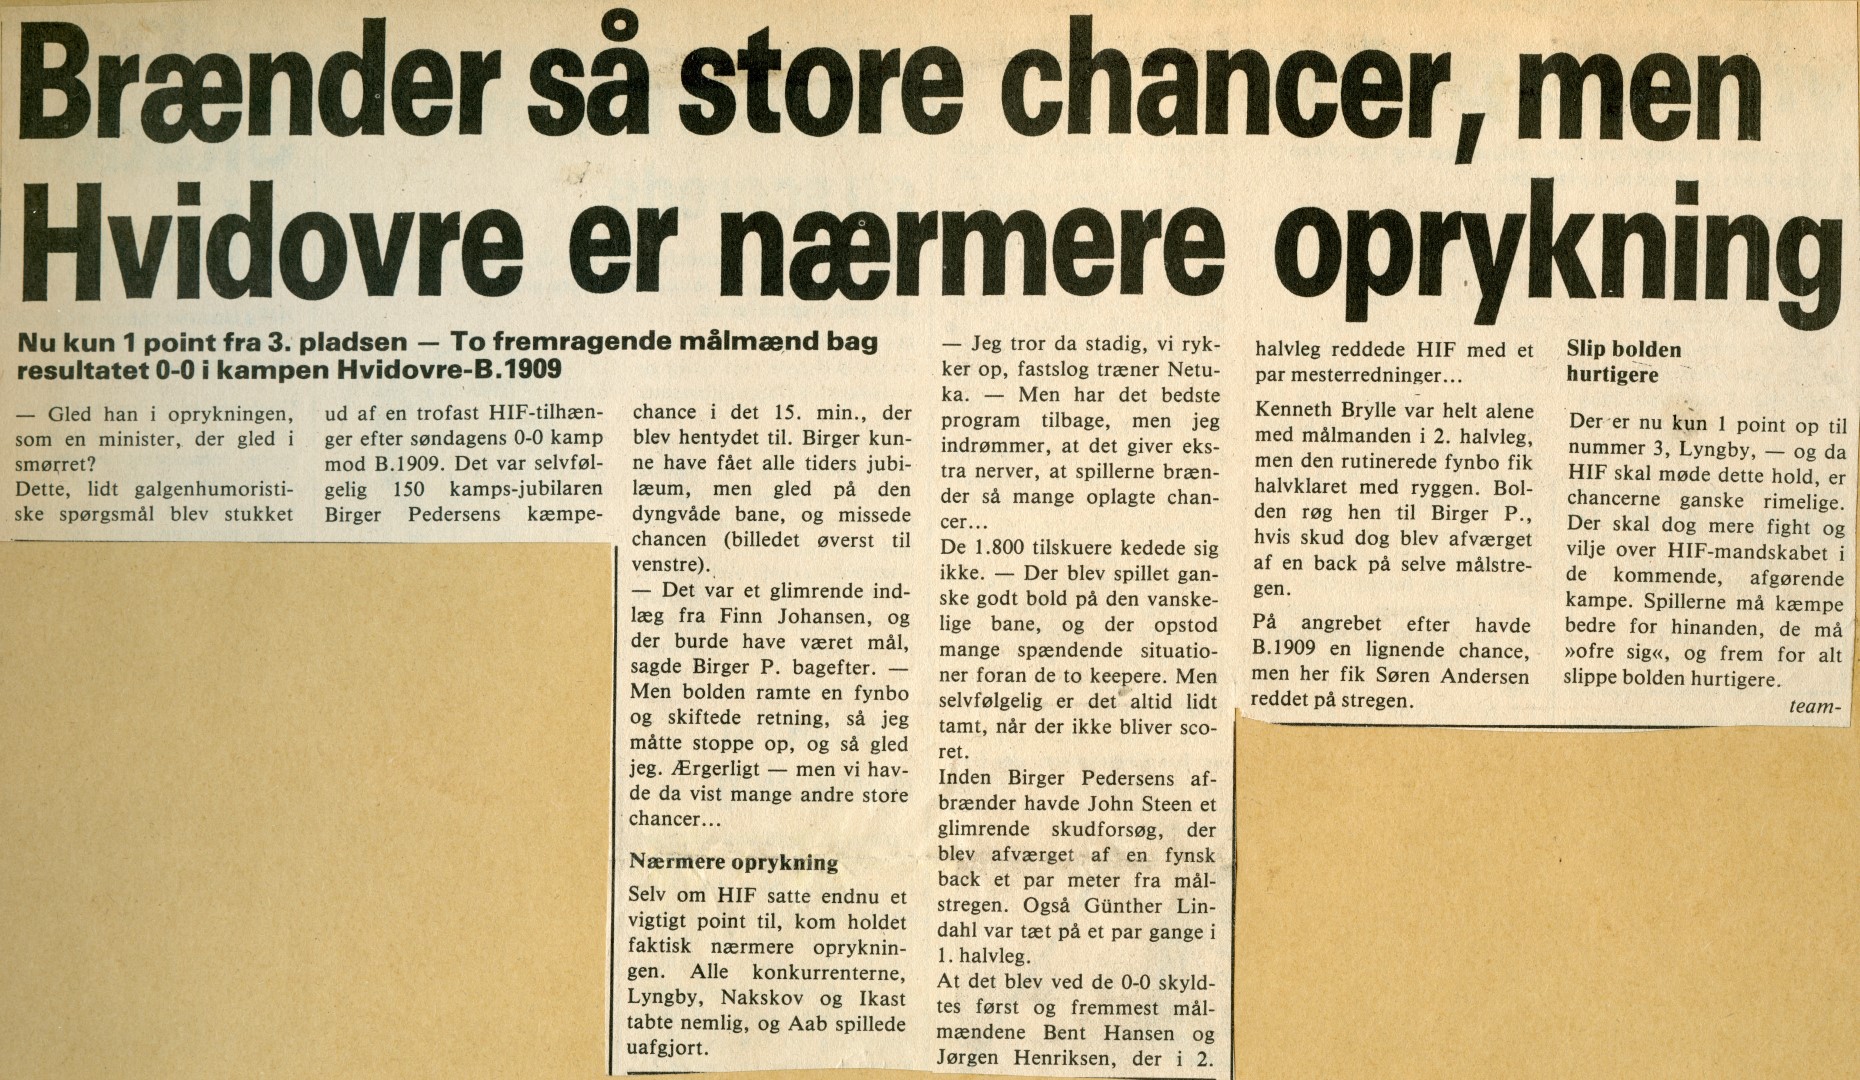 Brænder så store chancer, men
Hvidovre er nærmere oprykning
Nu kun 1 point fra 3. pladsen — To fremragende målmænd bag
resultatet 0-0 i kampen Hvidovre-B.1909
— Gled han i oprykningen,
som en minister, der gled i
smørret?
Dette, lidt galgenhumoristi-
ske spørgsmål blev stukket
ud af en trofast HIF-tilhæn-
ger efter søndagens 0-0 kamp
mod B.1909. Det var selvføl-
gelig 150 kamps-jubilaren
Birger Pedersens kæmpe-
chance i det 15. min., der
blev hentydet til. Birger kun-
ne have fået alle tiders jubi-
læum, men gled på den
dyngvåde bane, og missede
chancen (billedet øverst til
venstre).
— Det var et glimrende ind-
læg fra Finn Johansen, og
der burde have været mål,
sagde Birger P. bagefter. —
Men bolden ramte en fynbo
og skiftede retning, så jeg
måtte stoppe op, og så gled
jeg. Ærgerligt — men vi hav-
de da vist mange andre store
chancer...
Nærmere oprykning
Selv om HIF satte endnu et
vigtigt point til, kom holdet
faktisk nærmere opryknin-
gen. Alle konkurrenterne,
Lyngby, Nakskov og Ikast
tabte nemlig, og Aab spillede
uafgjort.
— Jeg tror da stadig, vi ryk-
ker op, fastslog træner Netu-
ka. — Men har det bedste
program tilbage, men jeg
indrømmer, at det giver eks-
tra nerver, at spillerne bræn-
der så mange oplagte chan-
cer...
De 1.800 tilskuere kedede sig
ikke. — Der blev spillet gan-
ske godt bold på den vanske-
lige bane, og der opstod
mange spændende situatio-
ner foran de to keepere. Men
selvfølgelig er det altid lidt
tamt, når der ikke bliver sco-
ret.
Inden Birger Pedersens af-
brænder havde John Steen et
glimrende skudforsøg, der
blev afværget af en fynsk
back et par meter fra mål-
stregen. Også Günther Lin-
dahl var tæt på et par gange i
1. halvleg.
At det blev ved de 0-0 skyld-
tes først og fremmest mål-
mændene Bent Hansen og
Jørgen Henriksen, der i 2.
halvleg reddede HIF med et
par mesterredninger...
Kenneth Brylle var helt alene
med målmanden i 2. halvleg,
men den rutinerede fynbo fik
halvklaret med ryggen. Bol-
den røg hen til Birger P.,
hvis skud dog blev afværget
af en back på selve målstre-
gen.
På angrebet efter havde
B.1909 en lignende chance,
men her fik Søren Andersen
reddet på stregen.
Slip bolden
hurtigere
Der er nu kun 1 point op til
nummer 3, Lyngby, — og da
HIF skal møde dette hold, er
chancerne ganske rimelige.
Der skal dog mere fight og
vilje over HIF-mandskabet i
de kommende, afgørende
kampe. Spillerne må kæmpe
bedre for hinanden, de må
»ofre sig«, og frem for alt
slippe bolden hurtigere.
team-